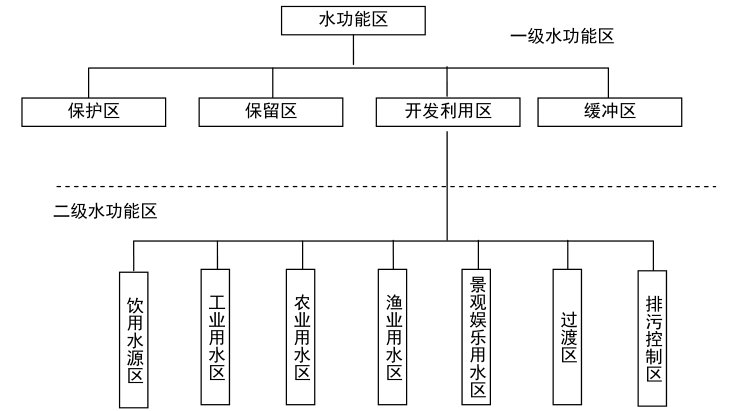 水功能区
一级水功能区
保护区
保留区
开发利用区
缓冲区
二级水功能区
饮用水源区
工业用水区
农业用水区
渔业用水区
景观娱乐用水区
过渡区
排污控制区